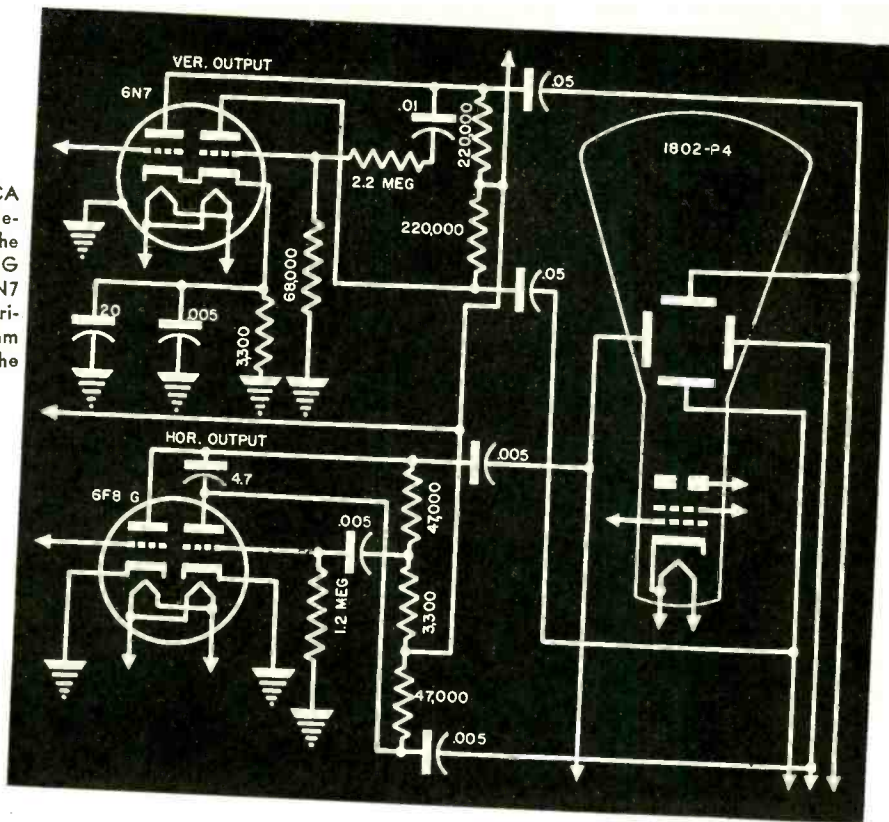 CA
e-
he
G
N7
ri-
am
he
VER. OUTPUT
6N7
.01
.05
220,000
1802-P4
2.2 MEG
220,000
68,000
.05
20
.005
3,300
HOR. OUTPUT
.005
4.7
6F8 G
47,000
.005
1.2 MEG
3,300
47,000
.005